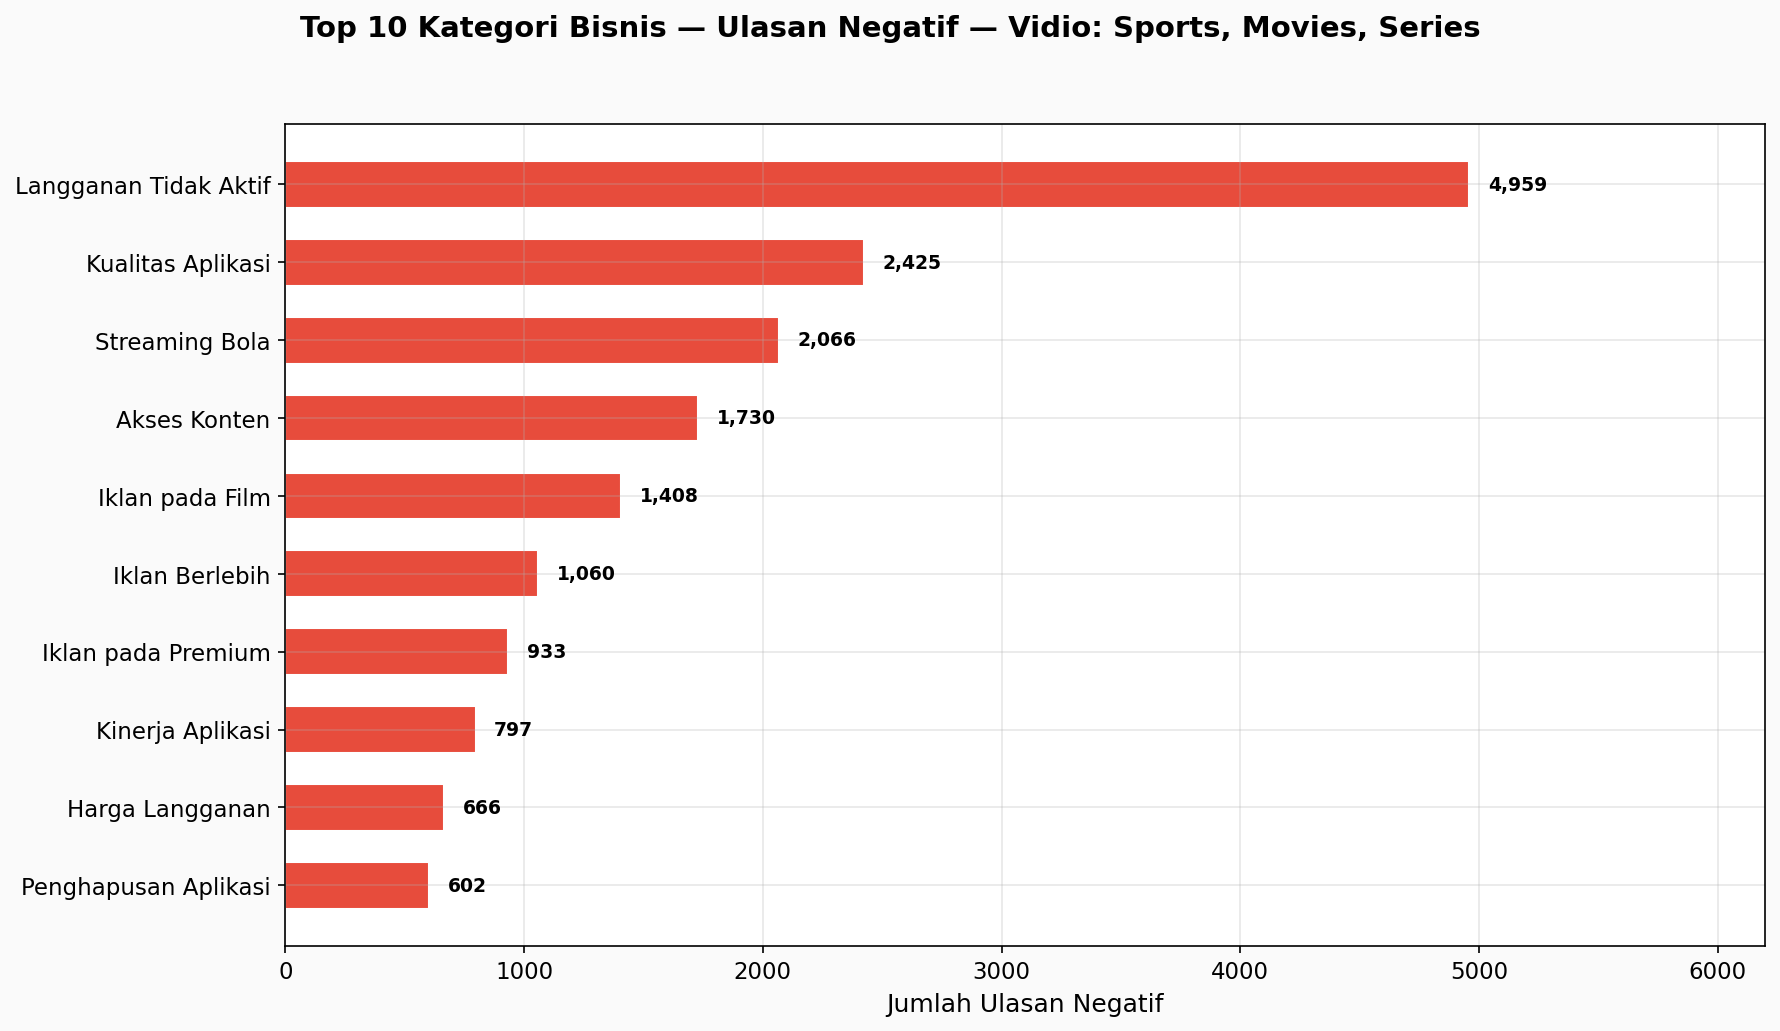 Top 10 Kategori Bisnis — Ulasan Negatif — Vidio: Sports, Movies, Series
Langganan Tidak Aktif 4,959
Kualitas Aplikasi 2,425
Streaming Bola 2,066
Akses Konten 1,730
Iklan pada Film 1,408
Iklan Berlebih 1,060
Iklan pada Premium 933
Kinerja Aplikasi 797
Harga Langganan 666
Penghapusan Aplikasi 602
0 1000 2000 3000 4000 5000 6000
Jumlah Ulasan Negatif